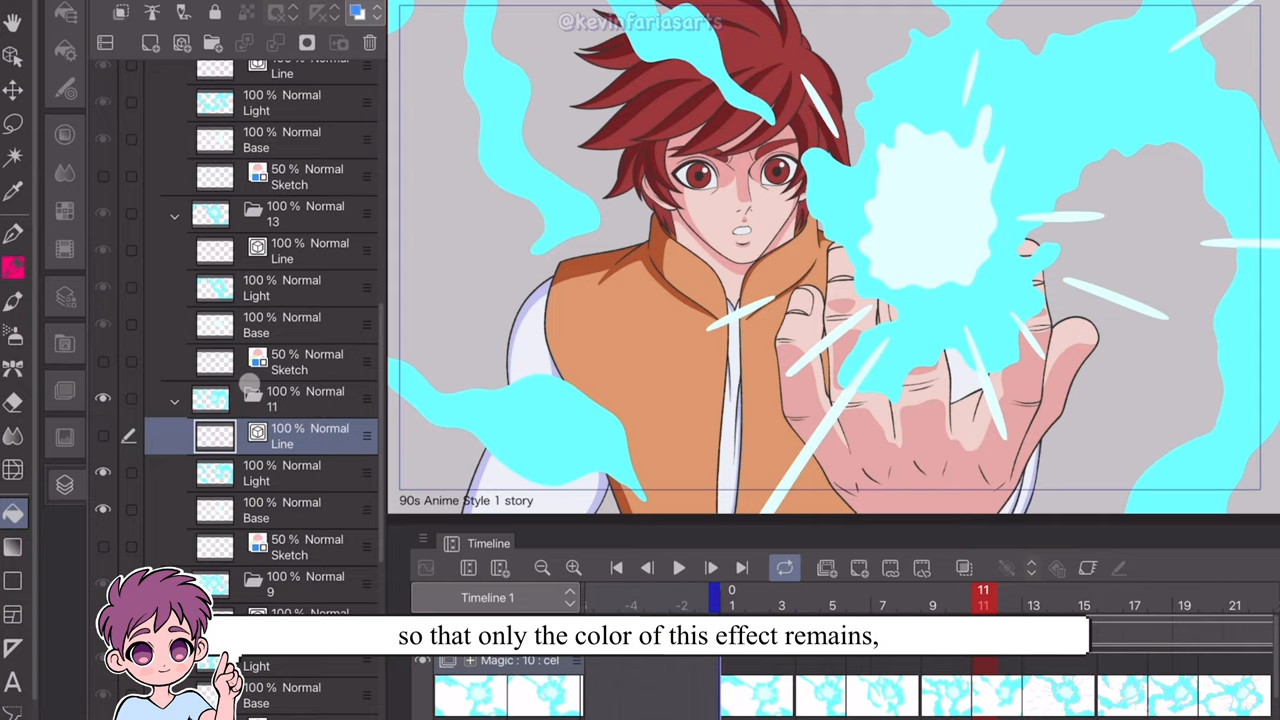 @kevinfariasarts
100 % Normal
Line
100 % Normal
Light
100 % Normal
Base
50 % Normal
Sketch
100 % Normal
13
100 % Normal
Line
100 % Normal
Light
100 % Normal
Base
50 % Normal
Sketch
100 % Normal
11
100 % Normal
Line
100 % Normal
Light
100 % Normal
Base
50 % Normal
Sketch
100 % Normal
9
Light
100 % Normal
Base
90s Anime Style 1 story
Timeline
Timeline 1
0
11
-4 -2 1 3 5 7 9 11 13 15 17 19 21
so that only the color of this effect remains,
Magic : 10 : cel
A